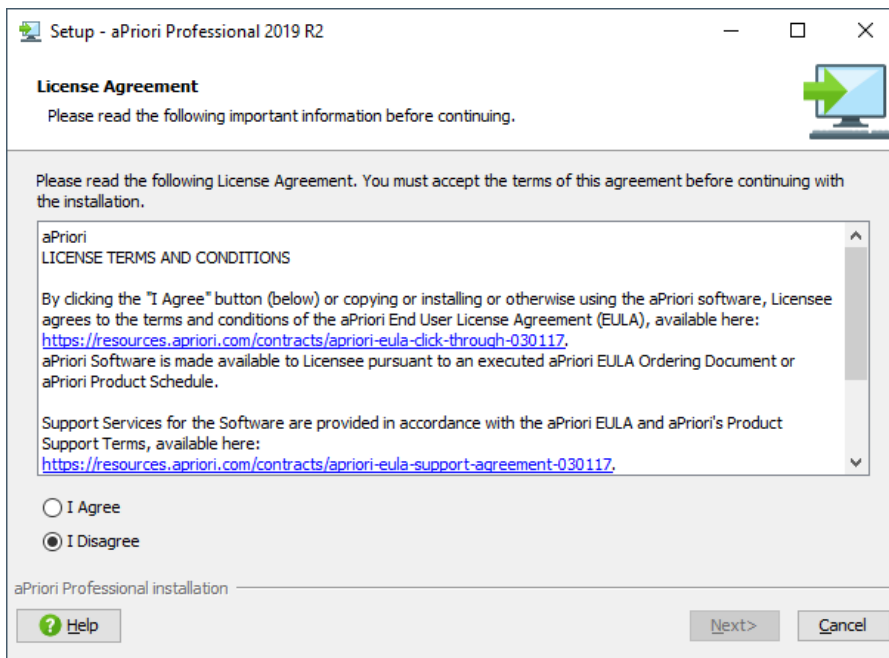 Setup - aPriori Professional 2019 R2
License Agreement
Please read the following important information before continuing.
Please read the following License Agreement. You must accept the terms of this agreement before continuing with
the installation.
aPriori
LICENSE TERMS AND CONDITIONS
By clicking the "I Agree" button (below) or copying or installing or otherwise using the aPriori software, Licensee
agrees to the terms and conditions of the aPriori End User License Agreement (EULA), available here:
https://resources.apriori.com/contracts/apriori-eula-click-through-030117.
aPriori Software is made available to Licensee pursuant to an executed aPriori EULA Ordering Document or
aPriori Product Schedule.
Support Services for the Software are provided in accordance with the aPriori EULA and aPriori's Product
Support Terms, available here:
https://resources.apriori.com/contracts/apriori-eula-support-agreement-030117.
I Agree
I Disagree
aPriori Professional installation
Help
Next>
Cancel